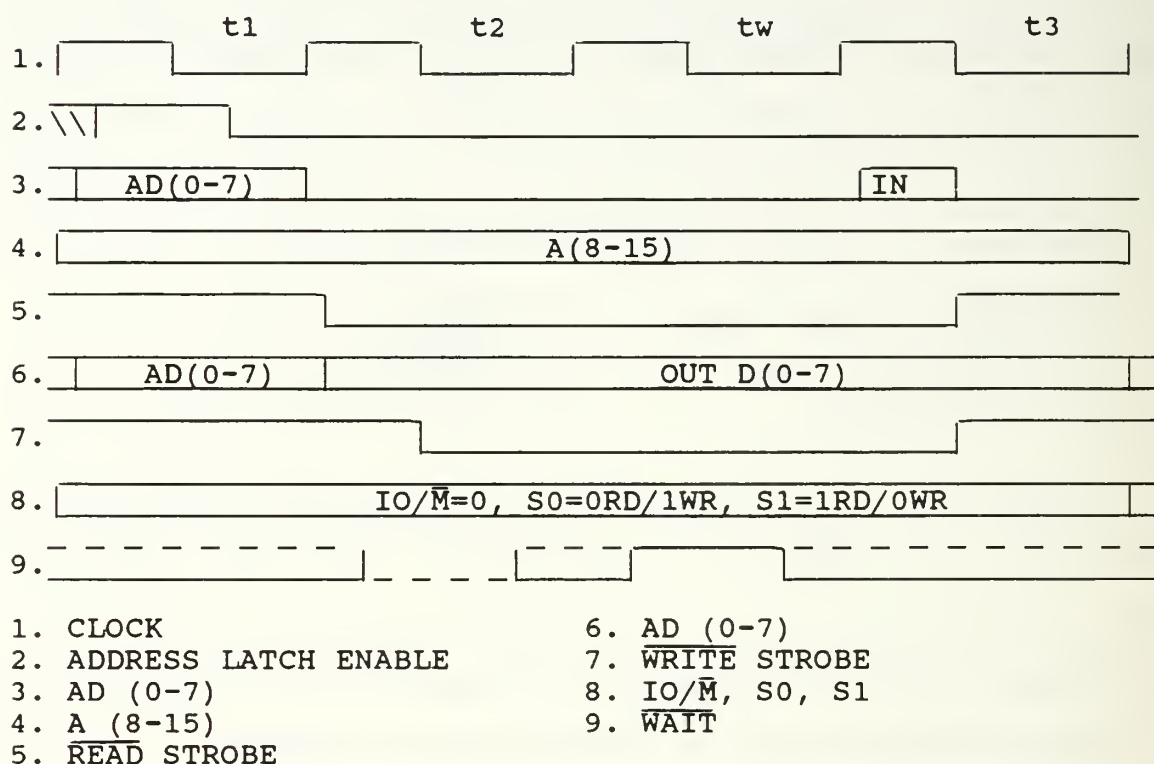 t1 t2 tw t3
1.
2.
3. AD(0-7) IN
4. A(8-15)
5.
6. AD(0-7) OUT D(0-7)
7.
8. IO/M̅=0, S0=0RD/1WR, S1=1RD/0WR
9.
1. CLOCK
2. ADDRESS LATCH ENABLE
3. AD (0-7)
4. A (8-15)
5. R̅E̅A̅D̅ STROBE
6. AD (0-7)
7. W̅R̅I̅T̅E̅ STROBE
8. IO/M̅, S0, S1
9. W̅A̅I̅T̅